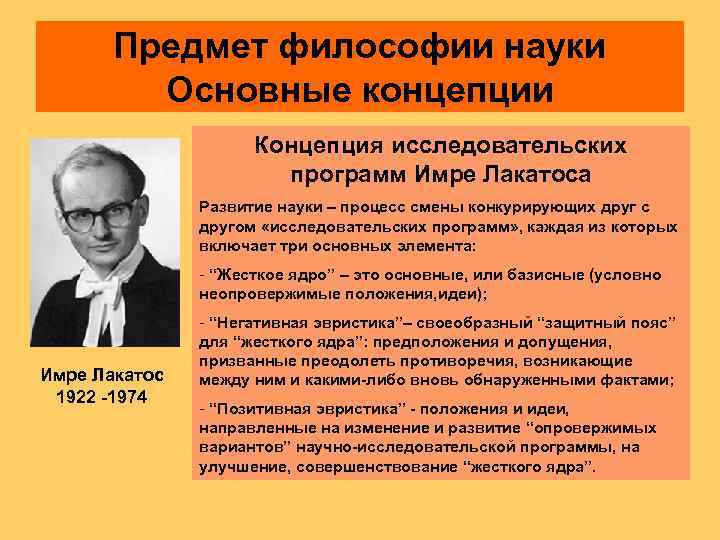 Предмет философии науки
Основные концепции
Концепция исследовательских
программ Имре Лакатоса
Развитие науки – процесс смены конкурирующих друг с
другом «исследовательских программ», каждая из которых
включает три основных элемента:
- “Жесткое ядро” – это основные, или базисные (условно
неопровержимые положения,идеи);
- “Негативная эвристика”– своеобразный “защитный пояс”
для “жесткого ядра”: предположения и допущения,
призванные преодолеть противоречия, возникающие
между ним и какими-либо вновь обнаруженными фактами;
- “Позитивная эвристика” - положения и идеи,
направленные на изменение и развитие “опровержимых
вариантов” научно-исследовательской программы, на
улучшение, совершенствование “жесткого ядра”.
Имре Лакатос
1922 -1974